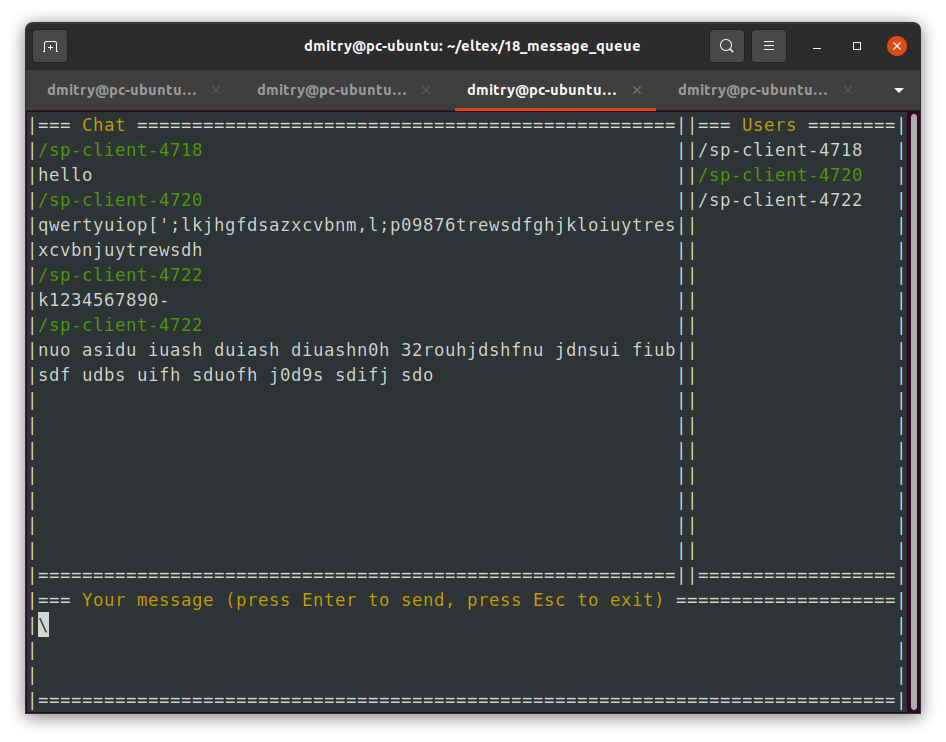 dmitry@pc-ubuntu: ~/eltex/18_message_queue
dmitry@pc-ubuntu... × dmitry@pc-ubuntu... × dmitry@pc-ubuntu... × dmitry@pc-ubuntu... ×
|=== Chat =================================================||=== Users ========|
|/sp-client-4718 ||/sp-client-4718 |
|hello ||/sp-client-4720 |
|/sp-client-4720 ||/sp-client-4722 |
|qwertyuiop[';lkjhgfdsazxcvbnm,l;p09876trewsdfghjkloiuytres|| |
|xcvbnjuytrewsdh || |
|/sp-client-4722 || |
|k1234567890- || |
|/sp-client-4722 || |
|nuo asidu iuash duiash diuashn0h 32rouhjdshfnu jdnsui fiub|| |
|sdf udbs uifh sduofh j0d9s sdifj sdo || |
| || |
| || |
| || |
| || |
| || |
| || |
| || |
|==========================================================||==================|
|=== Your message (press Enter to send, press Esc to exit) ====================|
|\ |
| |
| |
|==============================================================================|